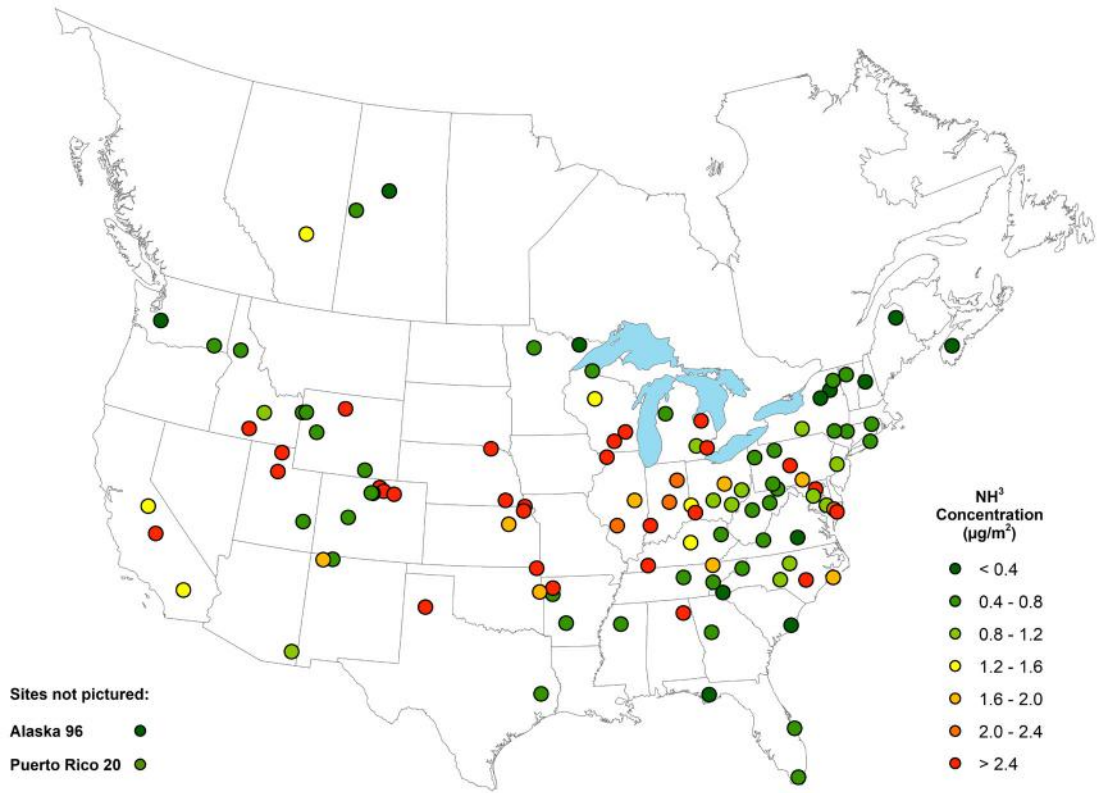 Sites not pictured:
Alaska 96
Puerto Rico 20
NH³
Concentration
(µg/m²)
< 0.4
0.4 - 0.8
0.8 - 1.2
1.2 - 1.6
1.6 - 2.0
2.0 - 2.4
> 2.4